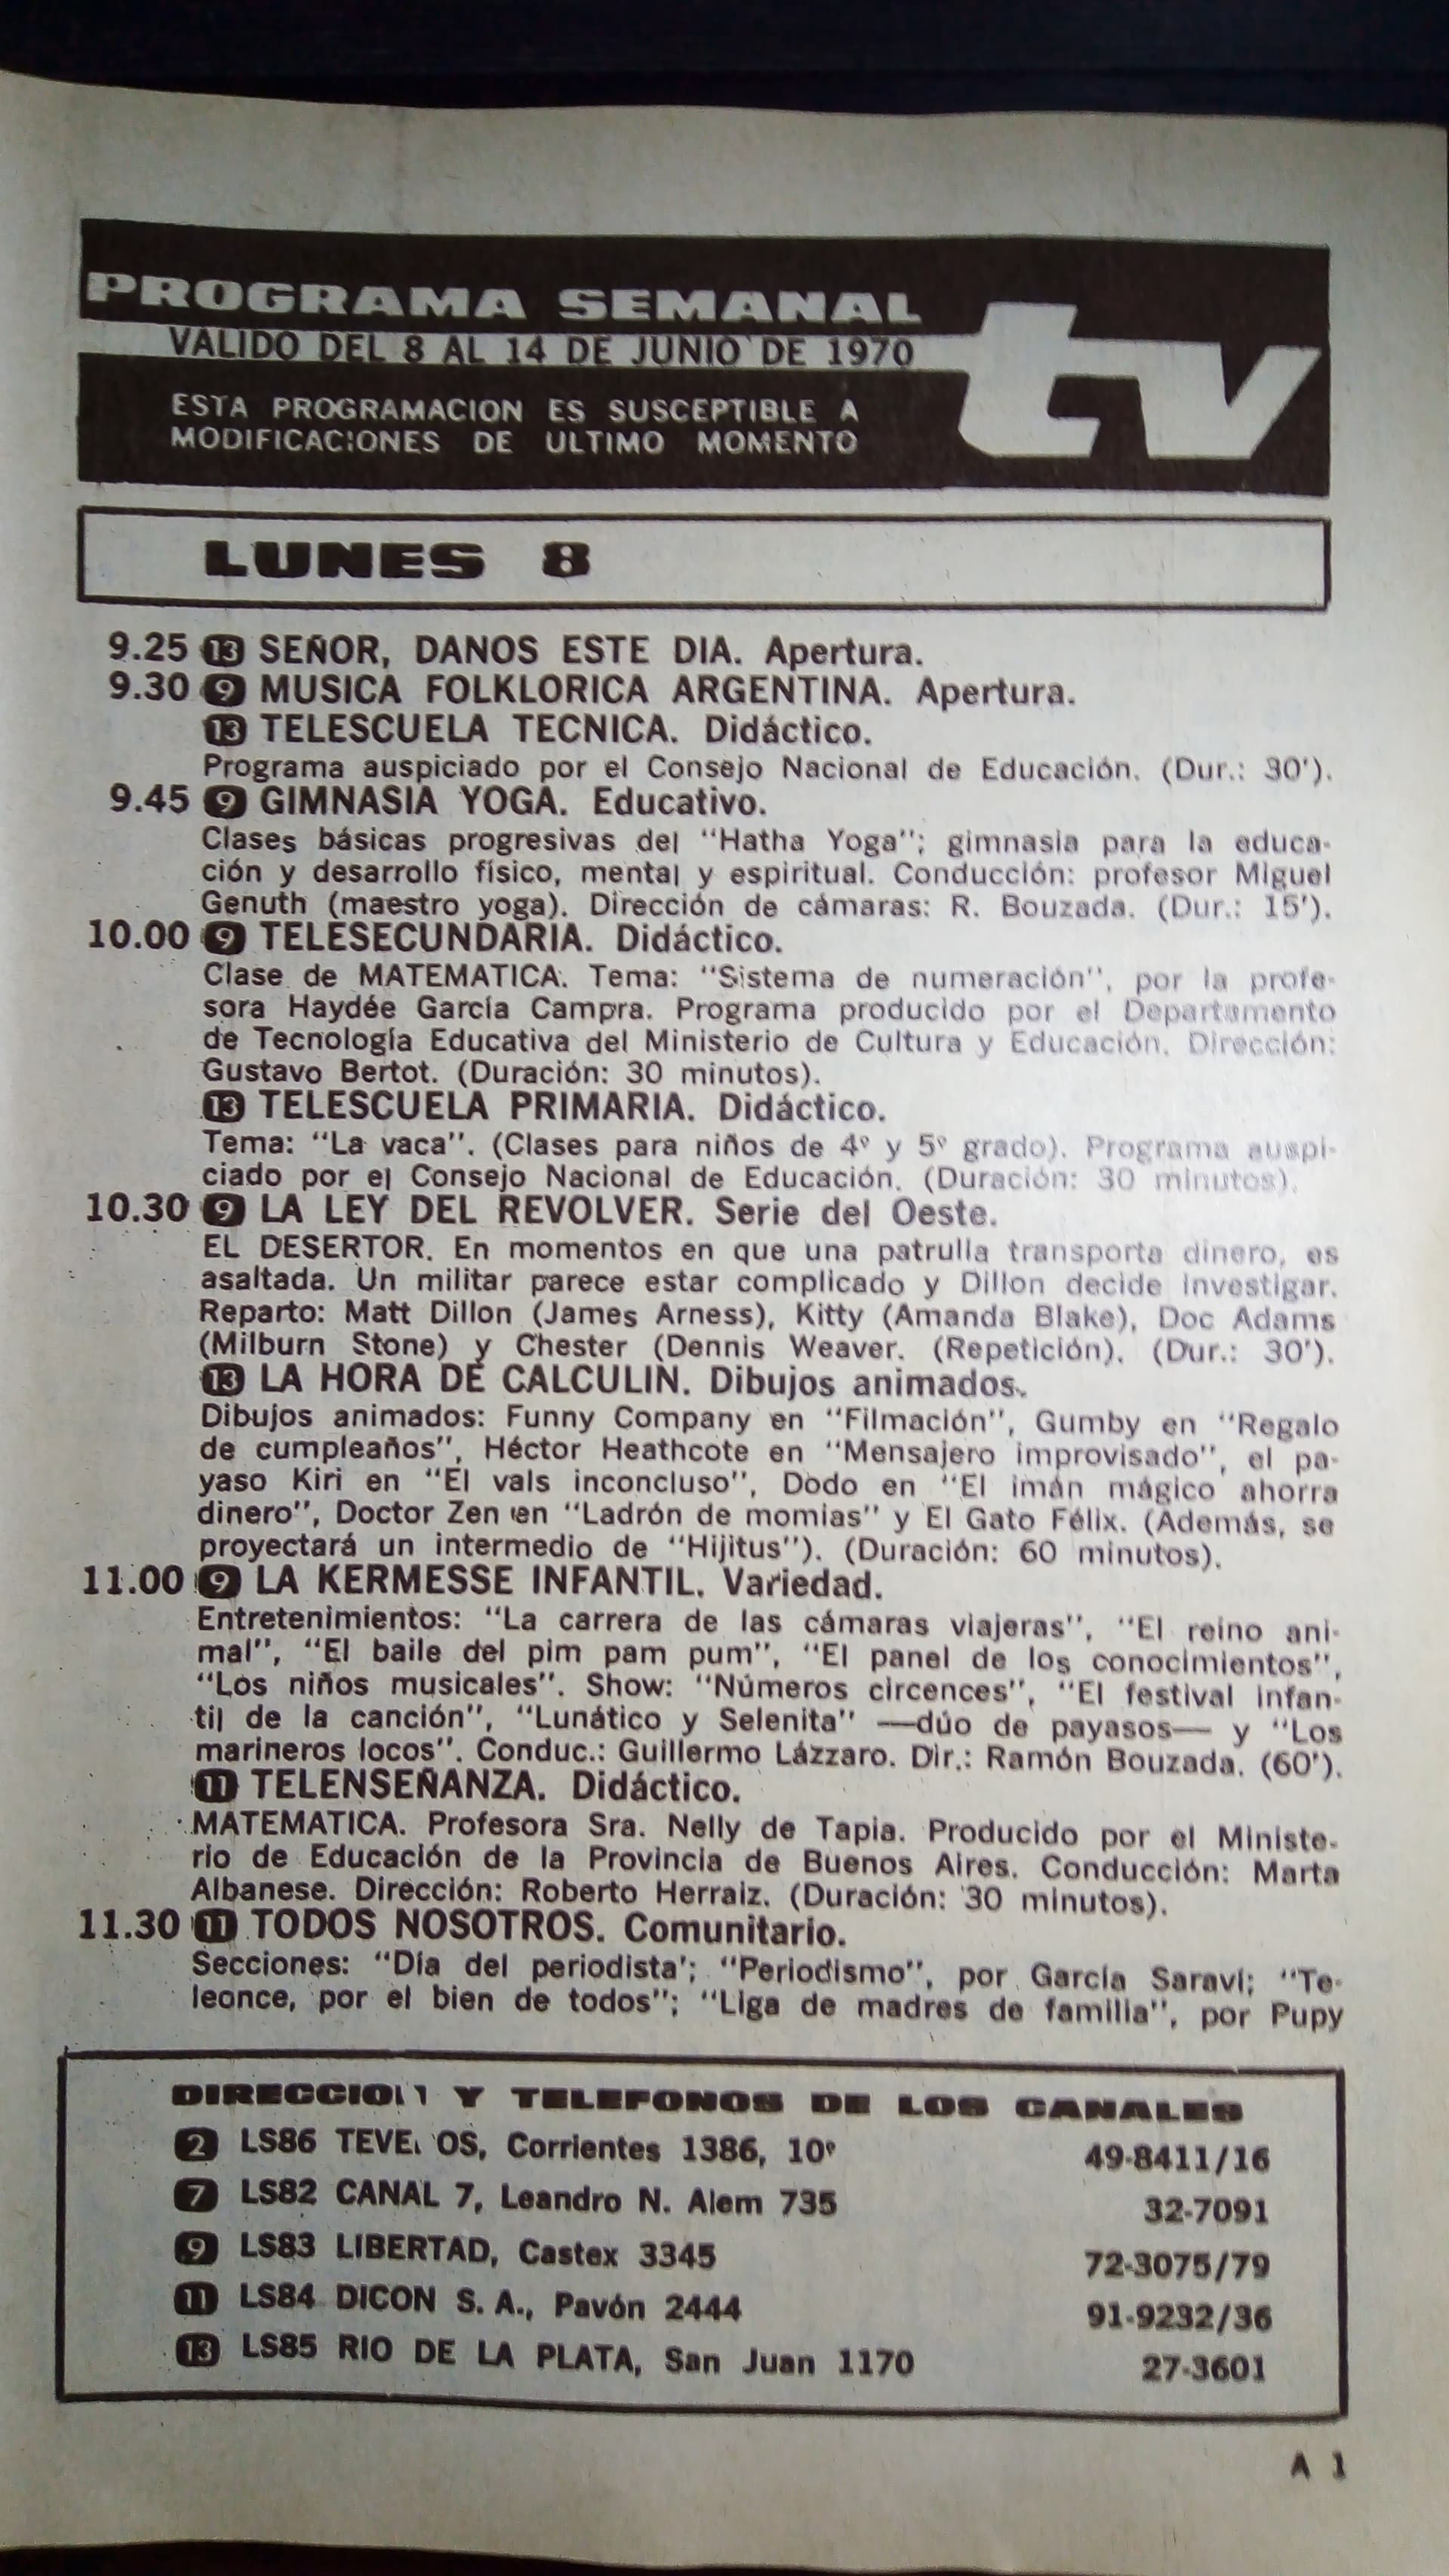 PROGRAMA SEMANAL
tv
VALIDO DEL 8 AL 14 DE JUNIO DE 1970
ESTA PROGRAMACION ES SUSCEPTIBLE A
MODIFICACIONES DE ULTIMO MOMENTO
LUNES 8
9.25 13 SEÑOR, DANOS ESTE DIA. Apertura.
9.30 9 MUSICA FOLKLORICA ARGENTINA. Apertura.
13 TELESCUELA TECNICA. Didáctico.
Programa auspiciado por el Consejo Nacional de Educación. (Dur.: 30').
9.45 9 GIMNASIA YOGA. Educativo.
Clases básicas progresivas del "Hatha Yoga"; gimnasia para la educa-
ción y desarrollo físico, mental y espiritual. Conducción: profesor Miguel
Genuth (maestro yoga). Dirección de cámaras: R. Bouzada. (Dur.: 15').
10.00 9 TELESECUNDARIA. Didáctico.
Clase de MATEMATICA. Tema: "Sistema de numeración", por la profe-
sora Haydée García Campra. Programa producido por el Departamento
de Tecnología Educativa del Ministerio de Cultura y Educación. Dirección:
Gustavo Bertot. (Duración: 30 minutos).
13 TELESCUELA PRIMARIA. Didáctico.
Tema: "La vaca". (Clases para niños de 4º y 5º grado). Programa auspi-
ciado por el Consejo Nacional de Educación. (Duración: 30 minutos).
10.30 9 LA LEY DEL REVOLVER. Serie del Oeste.
EL DESERTOR. En momentos en que una patrulla transporta dinero, es
asaltada. Un militar parece estar complicado y Dillon decide investigar.
Reparto: Matt Dillon (James Arness), Kitty (Amanda Blake), Doc Adams
(Milburn Stone) y Chester (Dennis Weaver. (Repetición). (Dur.: 30').
13 LA HORA DE CALCULIN. Dibujos animados.
Dibujos animados: Funny Company en "Filmación", Gumby en "Regalo
de cumpleaños", Héctor Heathcote en "Mensajero improvisado", el pa-
yaso Kiri en "El vals inconcluso", Dodo en "El imán mágico ahorra
dinero", Doctor Zen en "Ladrón de momias" y El Gato Félix. (Además, se
proyectará un intermedio de "Hijitus"). (Duración: 60 minutos).
11.00 9 LA KERMESSE INFANTIL. Variedad.
Entretenimientos: "La carrera de las cámaras viajeras", "El reino ani-
mal", "El baile del pim pam pum", "El panel de los conocimientos",
"Los niños musicales". Show: "Números circences", "El festival infan-
til de la canción", "Lunático y Selenita" —dúo de payasos— y "Los
marineros locos". Conduc.: Guillermo Lázzaro. Dir.: Ramón Bouzada. (60').
11 TELENSEÑANZA. Didáctico.
MATEMATICA. Profesora Sra. Nelly de Tapia. Producido por el Ministe-
rio de Educación de la Provincia de Buenos Aires. Conducción: Marta
Albanese. Dirección: Roberto Herraiz. (Duración: 30 minutos).
11.30 11 TODOS NOSOTROS. Comunitario.
Secciones: "Día del periodista'; "Periodismo", por García Saraví; "Te-
leonce, por el bien de todos"; "Liga de madres de familia", por Pupy
DIRECCION Y TELEFONOS DE LOS CANALES
2 LS86 TEVEDOS, Corrientes 1386, 10º 49-8411/16
7 LS82 CANAL 7, Leandro N. Alem 735 32-7091
9 LS83 LIBERTAD, Castex 3345 72-3075/79
11 LS84 DICON S. A., Pavón 2444 91-9232/36
13 LS85 RIO DE LA PLATA, San Juan 1170 27-3601
A 1